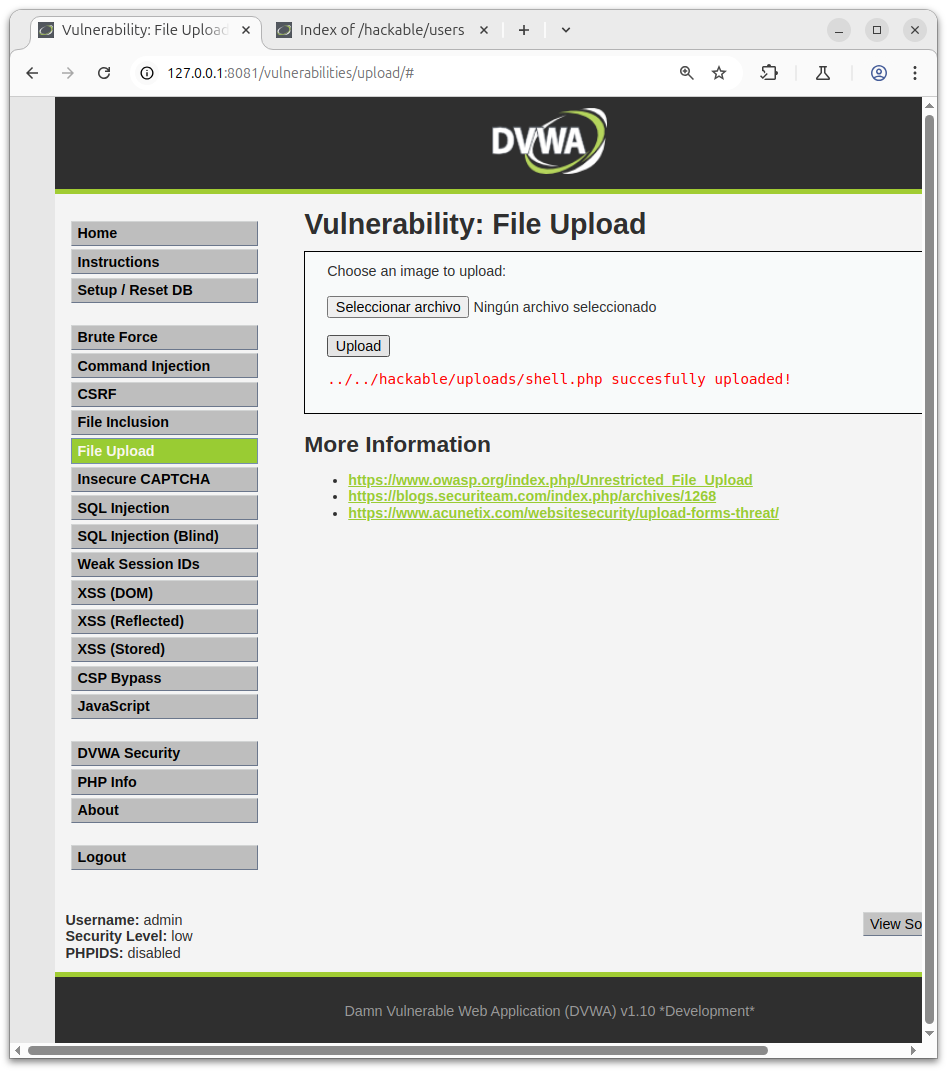 Vulnerability: File Upload
Index of /hackable/users
127.0.0.1:8081/vulnerabilities/upload/#
DVWA
Home
Instructions
Setup / Reset DB
Brute Force
Command Injection
CSRF
File Inclusion
File Upload
Insecure CAPTCHA
SQL Injection
SQL Injection (Blind)
Weak Session IDs
XSS (DOM)
XSS (Reflected)
XSS (Stored)
CSP Bypass
JavaScript
DVWA Security
PHP Info
About
Logout
Vulnerability: File Upload
Choose an image to upload:
Seleccionar archivo Ningún archivo seleccionado
Upload
../../hackable/uploads/shell.php succesfully uploaded!
More Information
https://www.owasp.org/index.php/Unrestricted_File_Upload
https://blogs.securiteam.com/index.php/archives/1268
https://www.acunetix.com/websitesecurity/upload-forms-threat/
Username: admin
Security Level: low
PHPIDS: disabled
View So
Damn Vulnerable Web Application (DVWA) v1.10 *Development*